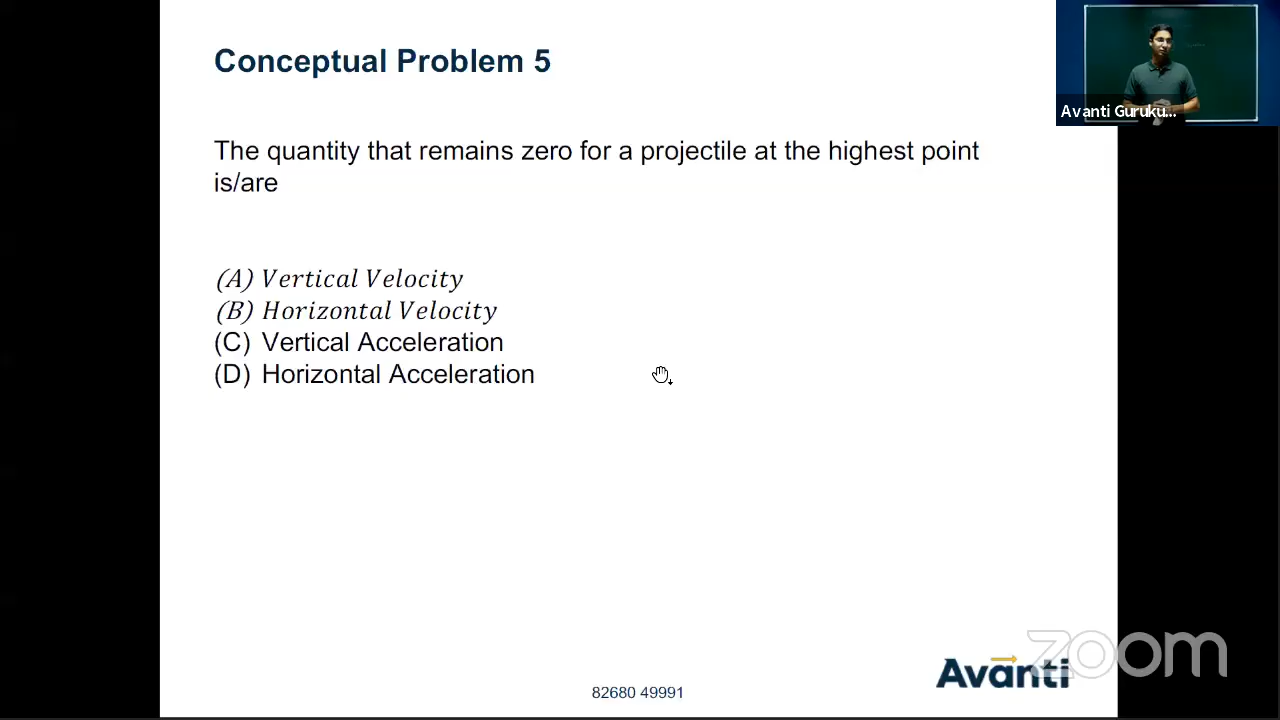 Conceptual Problem 5
Avanti Guruku...
The quantity that remains zero for a projectile at the highest point
is/are
(A) Vertical Velocity
(B) Horizontal Velocity
(C) Vertical Acceleration
(D) Horizontal Acceleration
zoom
Avanti
82680 49991